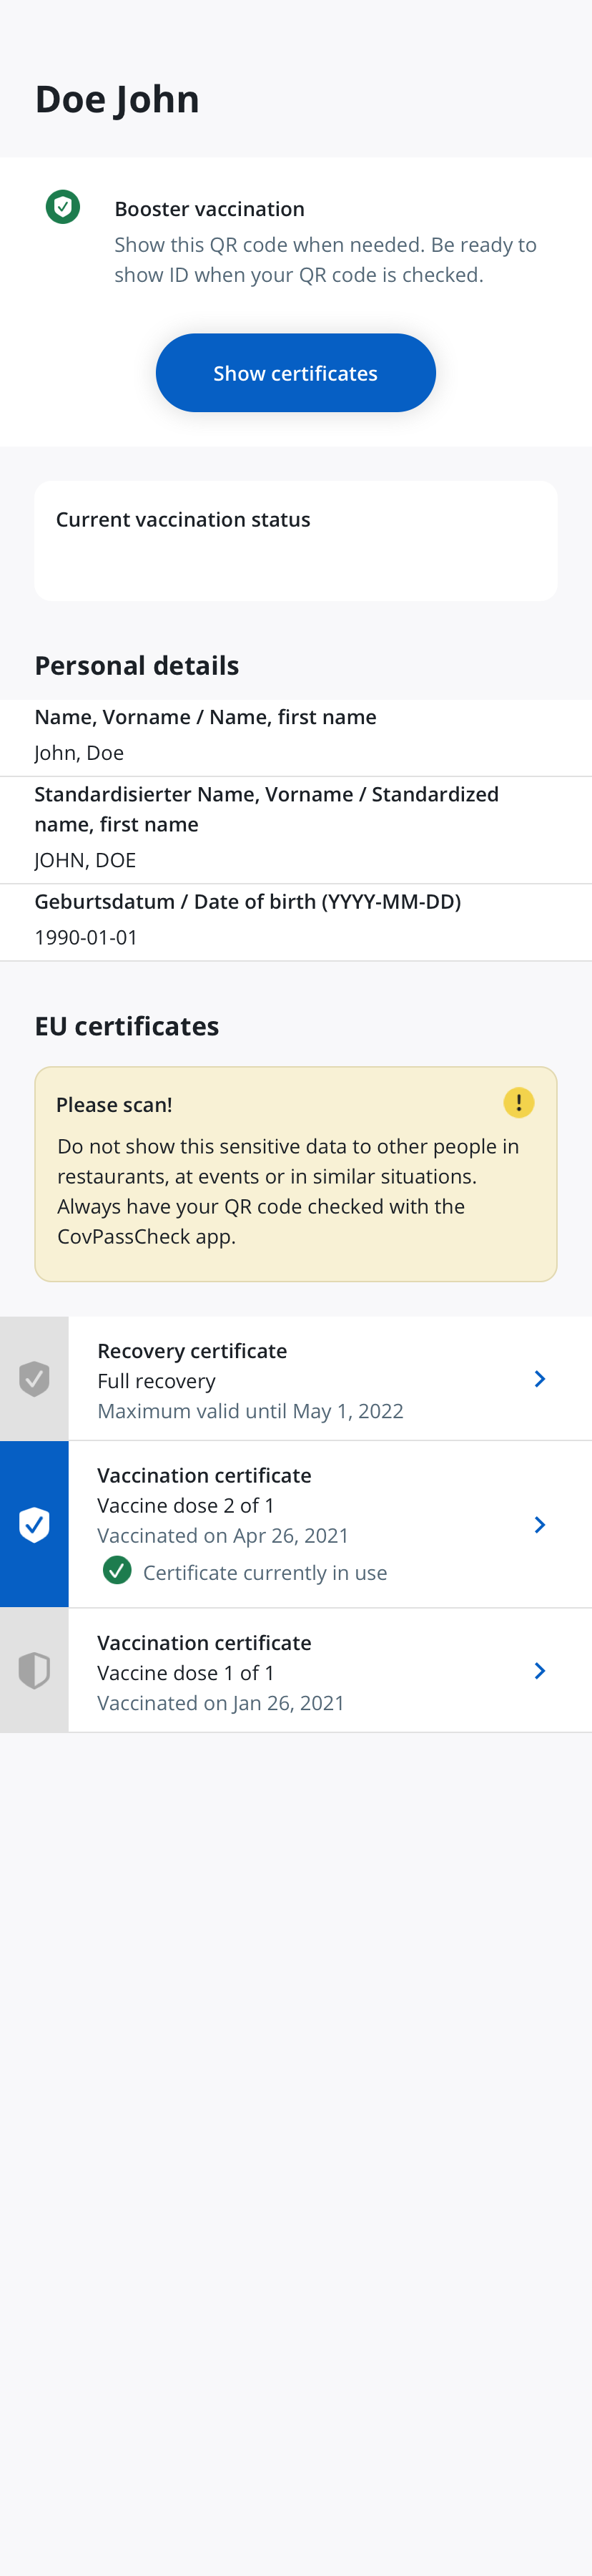 Doe John
Booster vaccination
Show this QR code when needed. Be ready to
show ID when your QR code is checked.
Show certificates
Current vaccination status
Personal details
Name, Vorname / Name, first name
John, Doe
Standardisierter Name, Vorname / Standardized
name, first name
JOHN, DOE
Geburtsdatum / Date of birth (YYYY-MM-DD)
1990-01-01
EU certificates
Please scan!
Do not show this sensitive data to other people in
restaurants, at events or in similar situations.
Always have your QR code checked with the
CovPassCheck app.
Recovery certificate
Full recovery
Maximum valid until May 1, 2022
Vaccination certificate
Vaccine dose 2 of 1
Vaccinated on Apr 26, 2021
Certificate currently in use
Vaccination certificate
Vaccine dose 1 of 1
Vaccinated on Jan 26, 2021